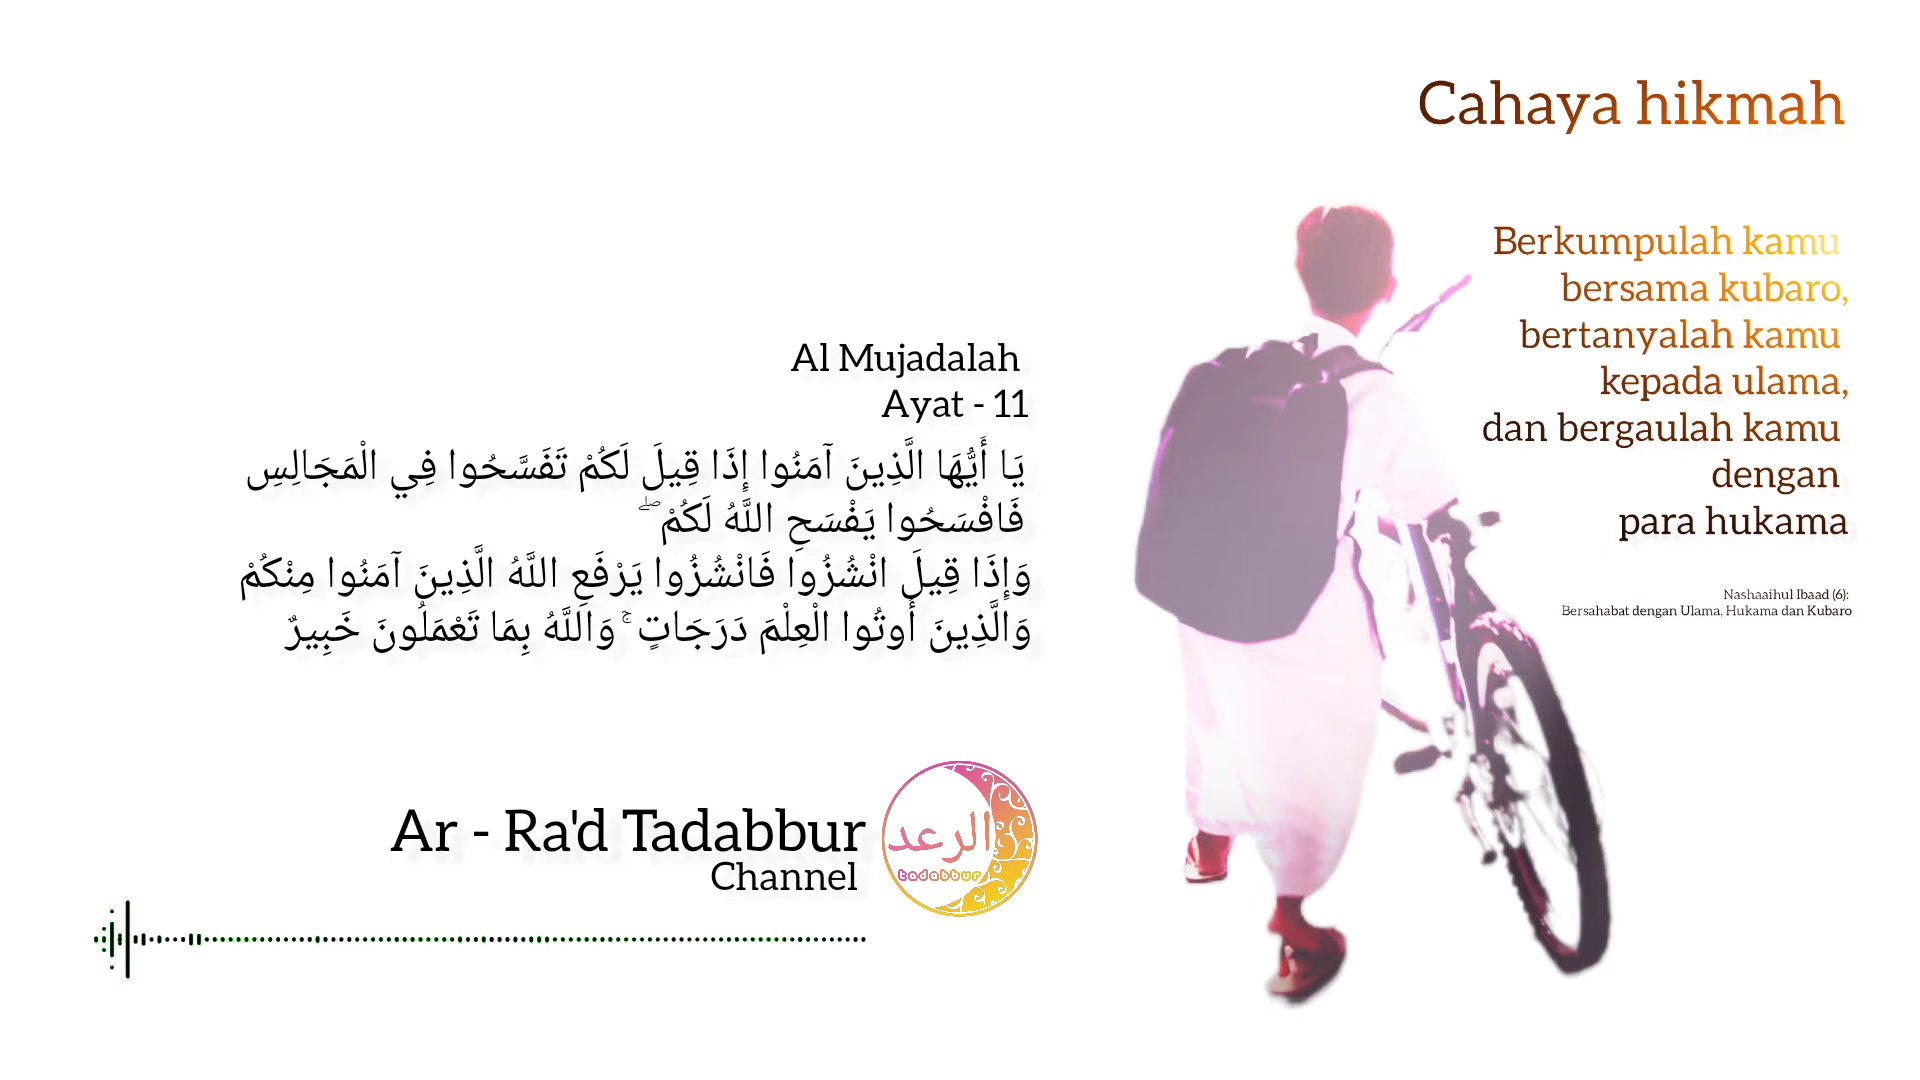 Cahaya hikmah
Berkumpulah kamu
bersama kubaro,
bertanyalah kamu
kepada ulama,
dan bergaulah kamu
dengan
para hukama
Nashaaihul Ibaad (6):
Bersahabat dengan Ulama, Hukama dan Kubaro
Al Mujadalah
Ayat - 11
يَا أَيُّهَا الَّذِينَ آمَنُوا إِذَا قِيلَ لَكُمْ تَفَسَّحُوا فِي الْمَجَالِسِ
فَافْسَحُوا يَفْسَحِ اللَّهُ لَكُمْ ۖ
وَإِذَا قِيلَ انْشُزُوا فَانْشُزُوا يَرْفَعِ اللَّهُ الَّذِينَ آمَنُوا مِنْكُمْ
وَالَّذِينَ أُوتُوا الْعِلْمَ دَرَجَاتٍ ۚ وَاللَّهُ بِمَا تَعْمَلُونَ خَبِيرٌ
Ar - Ra'd Tadabbur
Channel
الرعد
tadabbur